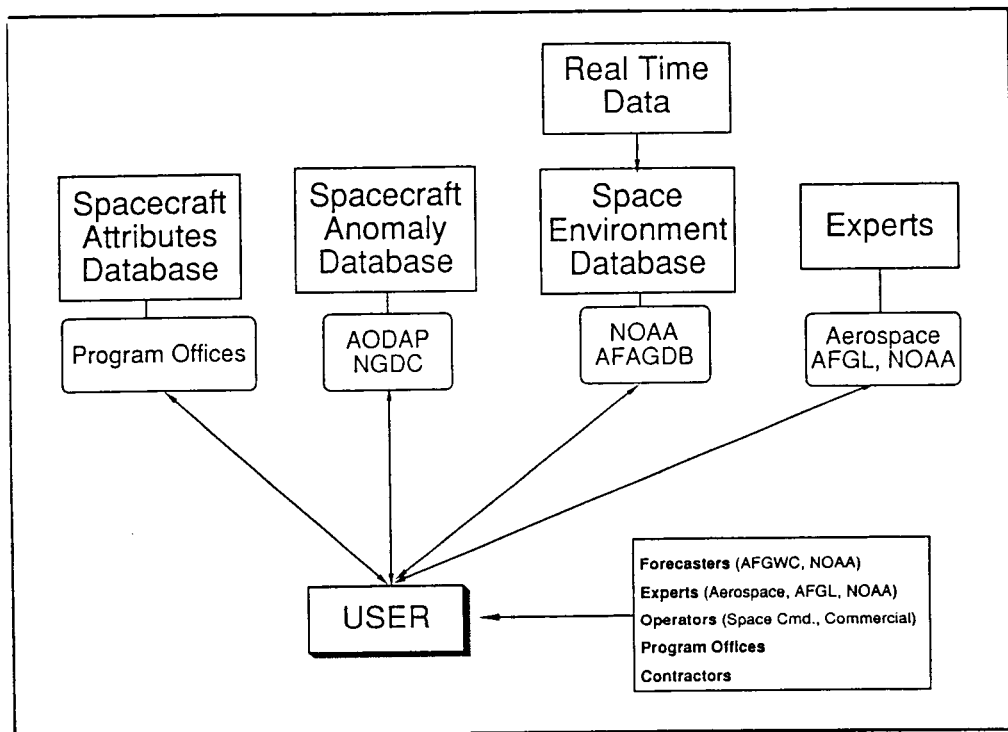 Real Time
Data
Spacecraft
Attributes
Database
Spacecraft
Anomaly
Database
Space
Environment
Database
Experts
Program Offices
AODAP
NGDC
NOAA
AFAGDB
Aerospace
AFGL, NOAA
USER
Forecasters (AFGWC, NOAA)
Experts (Aerospace, AFGL, NOAA)
Operators (Space Cmd., Commercial)
Program Offices
Contractors